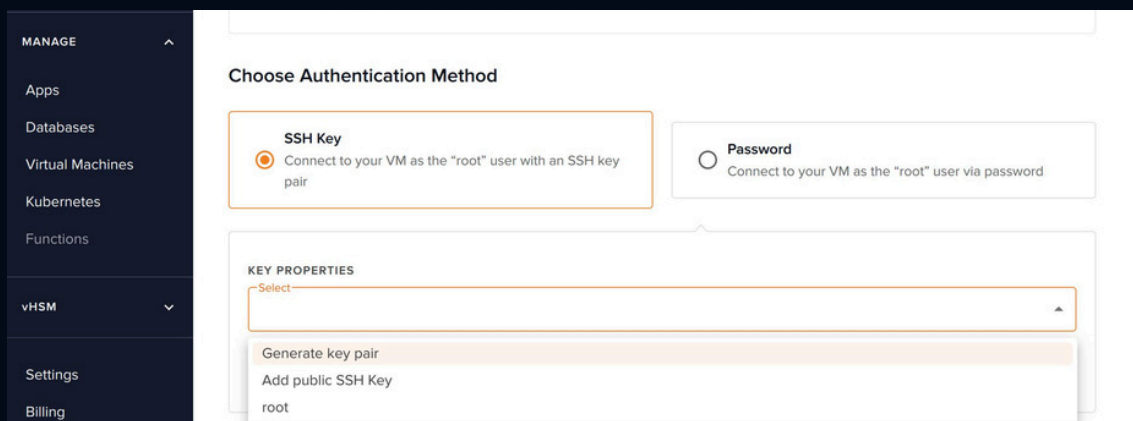 MANAGE
Apps
Databases
Virtual Machines
Kubernetes
Functions
vHSM
Settings
Billing
Choose Authentication Method
SSH Key
Connect to your VM as the “root” user with an SSH key
pair
Password
Connect to your VM as the “root” user via password
KEY PROPERTIES
Select
Generate key pair
Add public SSH Key
root